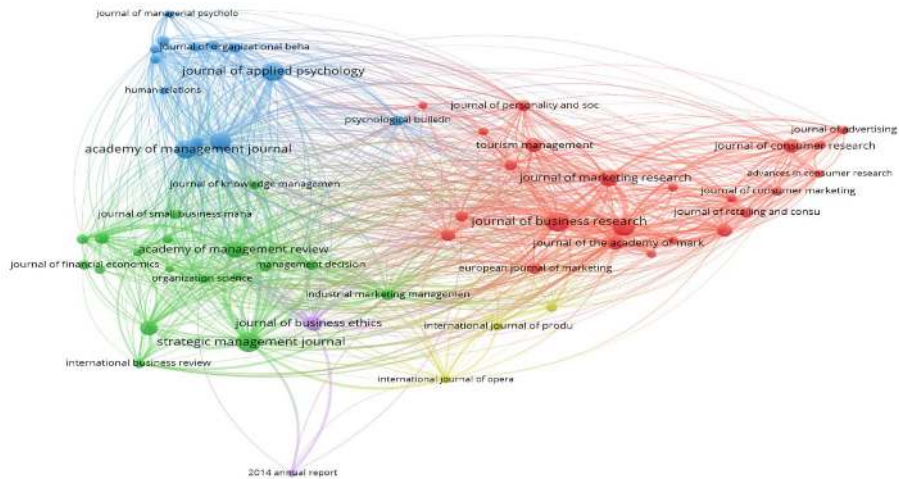 journal of managerial psycholo
journal of organizational beha
journal of applied psychology
human relations
journal of personality and soc
psychological bulletin
journal of advertising
academy of management journal
tourism management
journal of consumer research
advances in consumer research
journal of knowledge managemen
journal of marketing research
journal of consumer marketing
journal of small business mana
journal of business research
journal of retailing and consu
academy of management review
journal of the academy of mark
journal of financial economics
management decision
european journal of marketing
organization science
industrial marketing managemen
journal of business ethics
international journal of produ
strategic management journal
international business review
international journal of opera
2014 annual report